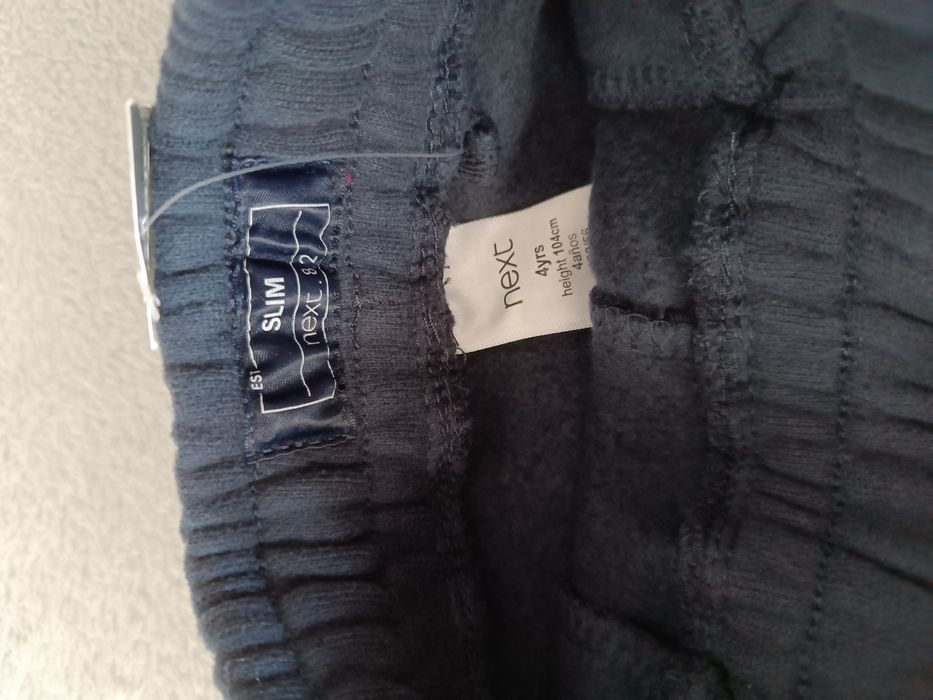 EST
SLIM
next.82
next
4yrs
height 104cm
4años